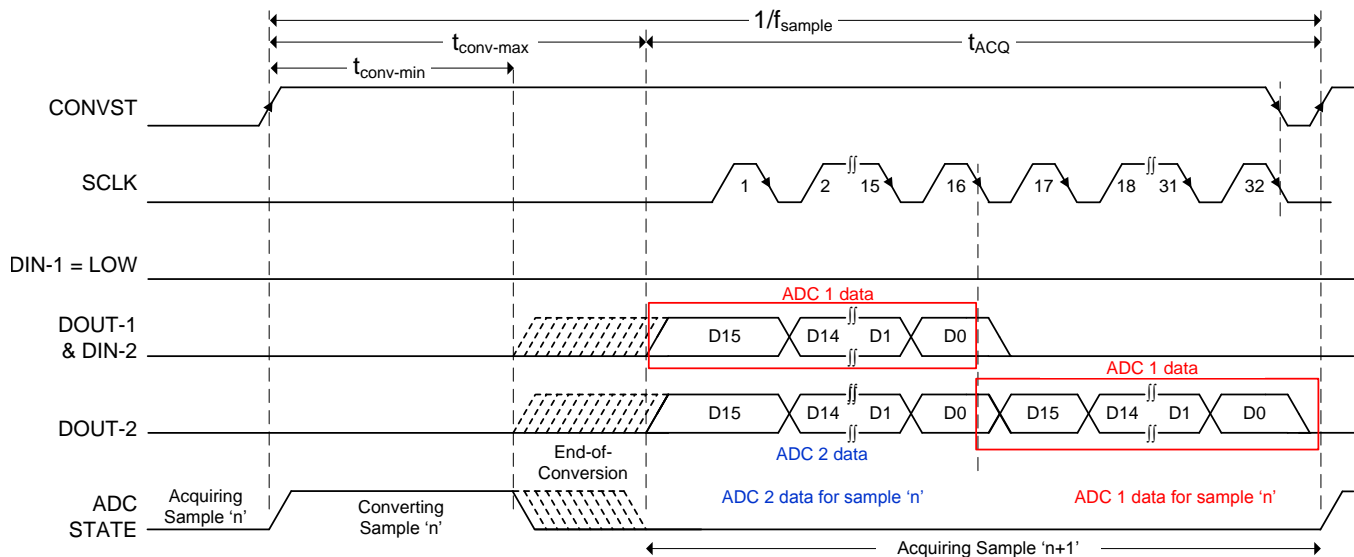 1/fsample
tconv-max
tACQ
tconv-min
CONVST
SCLK
1 2 15 16 17 18 31 32
DIN-1 = LOW
ADC 1 data
DOUT-1
& DIN-2
D15 D14 D1 D0
ADC 1 data
DOUT-2
D15 D14 D1 D0 D15 D14 D1 D0
End-of-
Conversion
ADC 2 data
ADC
STATE
Acquiring
Sample ‘n’
Converting
Sample ‘n’
ADC 2 data for sample ‘n’
ADC 1 data for sample ‘n’
Acquiring Sample ‘n+1’